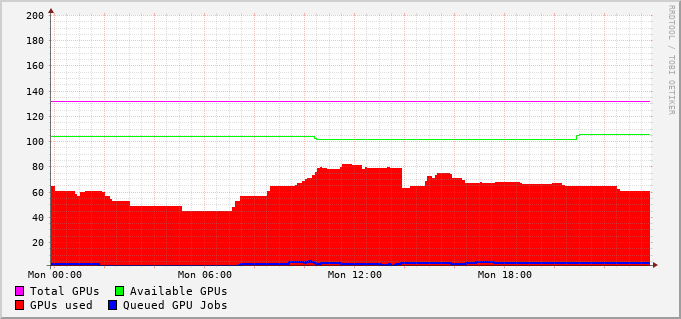 200
180
160
140
120
100
80
60
40
20
Mon 00:00 Mon 06:00 Mon 12:00 Mon 18:00
Total GPUs Available GPUs
GPUs used Queued GPU Jobs
RRDTOOL / TOBI OETIKER